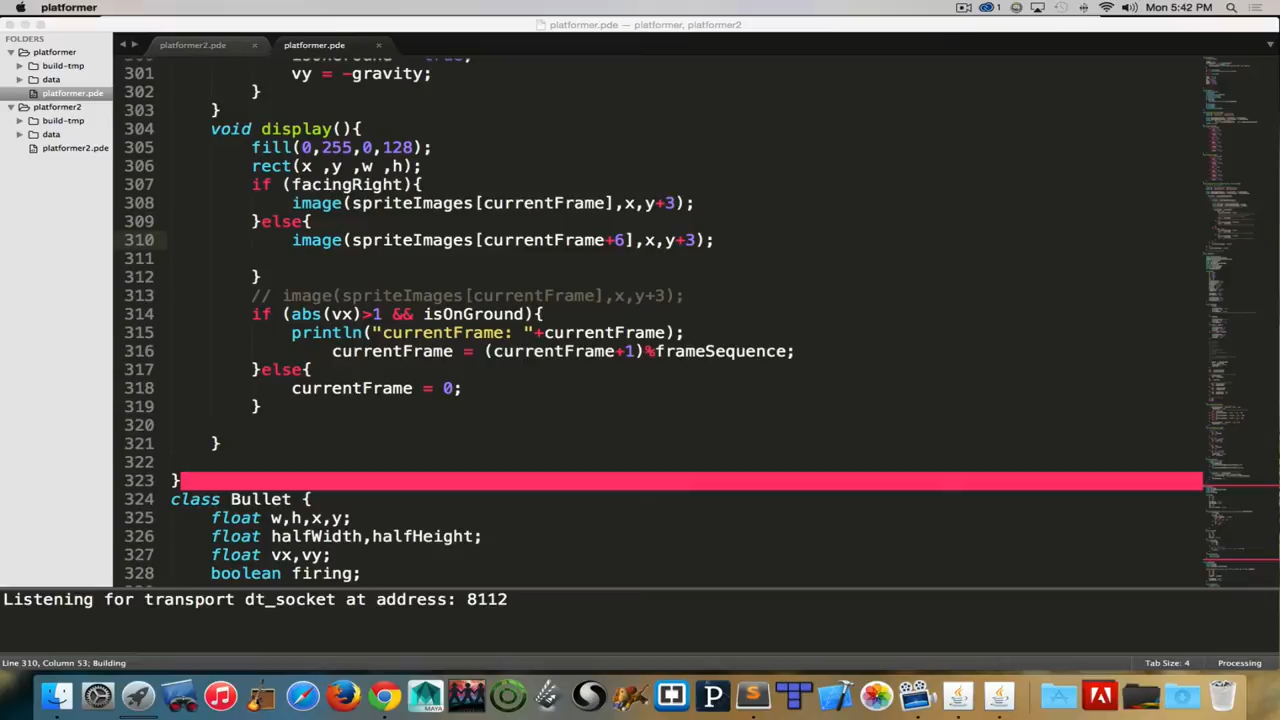 platformer
Mon 5:42 PM
platformer.pde — platformer, platformer2
FOLDERS
platformer
build-tmp
data
platformer.pde
platformer2
build-tmp
data
platformer2.pde
platformer2.pde ×
platformer.pde ×
301 vy = -gravity;
302 }
303 }
304 void display(){
305 fill(0,255,0,128);
306 rect(x ,y ,w ,h);
307 if (facingRight){
308 image(spriteImages[currentFrame],x,y+3);
309 }else{
310 image(spriteImages[currentFrame+6],x,y+3);
311
312 }
313 // image(spriteImages[currentFrame],x,y+3);
314 if (abs(vx)>1 && isOnGround){
315 println("currentFrame: "+currentFrame);
316 currentFrame = (currentFrame+1)%frameSequence;
317 }else{
318 currentFrame = 0;
319 }
320
321 }
322
323 }
324 class Bullet {
325 float w,h,x,y;
326 float halfWidth,halfHeight;
327 float vx,vy;
328 boolean firing;
Listening for transport dt_socket at address: 8112
Line 310, Column 53; Building
Tab Size: 4
Processing
MAYA